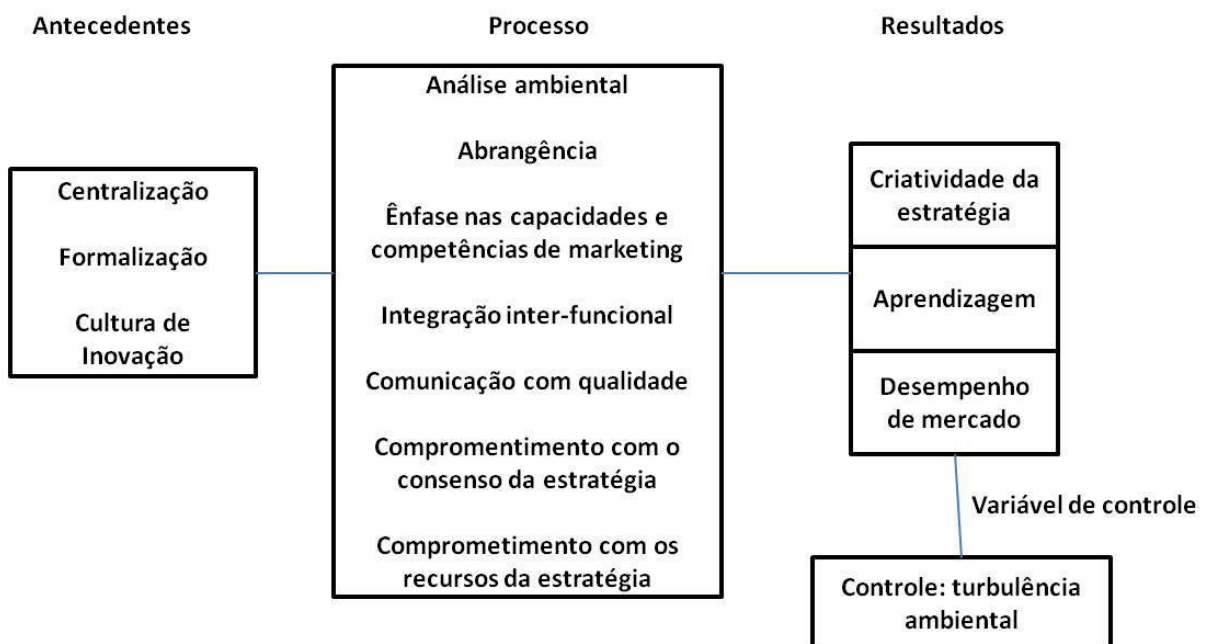 Antecedentes
Processo
Resultados
Centralização
Formalização
Cultura de
Inovação
Análise ambiental
Abrangência
Ênfase nas capacidades e
competências de marketing
Integração inter-funcional
Comunicação com qualidade
Compromentimento com o
consenso da estratégia
Comprometimento com os
recursos da estratégia
Criatividade da
estratégia
Aprendizagem
Desempenho
de mercado
Variável de controle
Controle: turbulência
ambiental